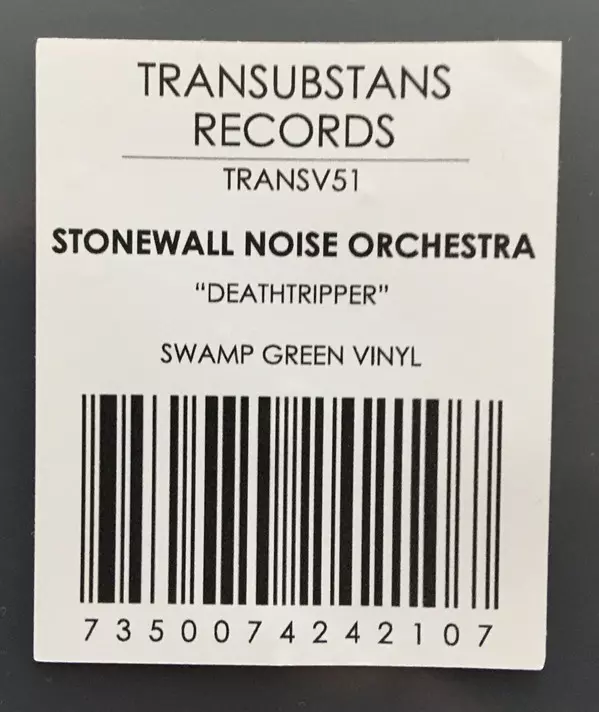 TRANSUBSTANS
RECORDS
TRANSV51
STONEWALL NOISE ORCHESTRA
“DEATHTRIPPER”
SWAMP GREEN VINYL
7350074242107